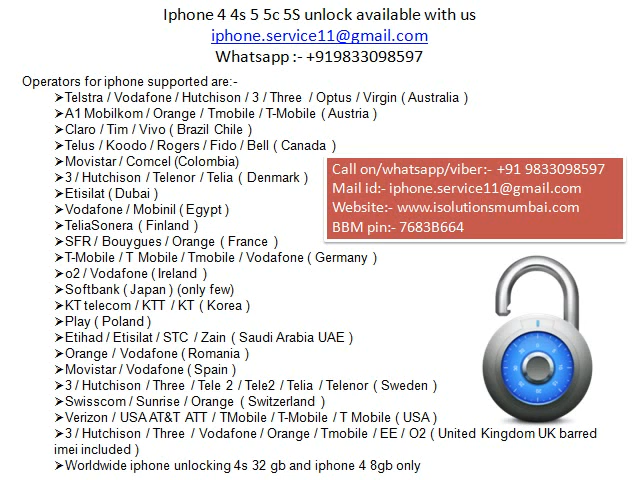 Iphone 4 4s 5 5c 5S unlock available with us
iphone.service11@gmail.com
Whatsapp :- +919833098597
Operators for iphone supported are:-
➢Telstra / Vodafone / Hutchison / 3 / Three / Optus / Virgin ( Australia )
➢A1 Mobilkom / Orange / Tmobile / T-Mobile ( Austria )
➢Claro / Tim / Vivo ( Brazil Chile )
➢Telus / Koodo / Rogers / Fido / Bell ( Canada )
➢Movistar / Comcel (Colombia)
➢3 / Hutchison / Telenor / Telia ( Denmark )
➢Etisilat ( Dubai )
➢Vodafone / Mobinil ( Egypt )
➢TeliaSonera ( Finland )
➢SFR / Bouygues / Orange ( France )
➢T-Mobile / T Mobile / Tmobile / Vodafone ( Germany )
➢o2 / Vodafone ( Ireland )
➢Softbank ( Japan ) (only few)
➢KT telecom / KTT / KT ( Korea )
➢Play ( Poland )
➢Etihad / Etisilat / STC / Zain ( Saudi Arabia UAE )
➢Orange / Vodafone ( Romania )
➢Movistar / Vodafone ( Spain )
➢3 / Hutchison / Three / Tele 2 / Tele2 / Telia / Telenor ( Sweden )
➢Swisscom / Sunrise / Orange ( Switzerland )
➢Verizon / USA AT&T ATT / TMobile / T-Mobile / T Mobile ( USA )
➢3 / Hutchison / Three / Vodafone / Orange / Tmobile / EE / O2 ( United Kingdom UK barred
imei included )
➢Worldwide iphone unlocking 4s 32 gb and iphone 4 8gb only
Call on/whatsapp/viber:- +91 9833098597
Mail id:- iphone.service11@gmail.com
Website:- www.isolutionsmumbai.com
BBM pin:- 7683B664